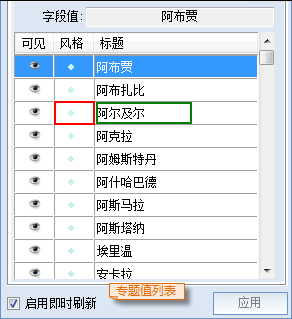 字段值: 阿布贾
可见 风格 标题
阿布贾
阿布扎比
阿尔及尔
阿克拉
阿姆斯特丹
阿什哈巴德
阿斯马拉
阿斯塔纳
埃里温
安卡拉
专题值列表
启用即时刷新 应用